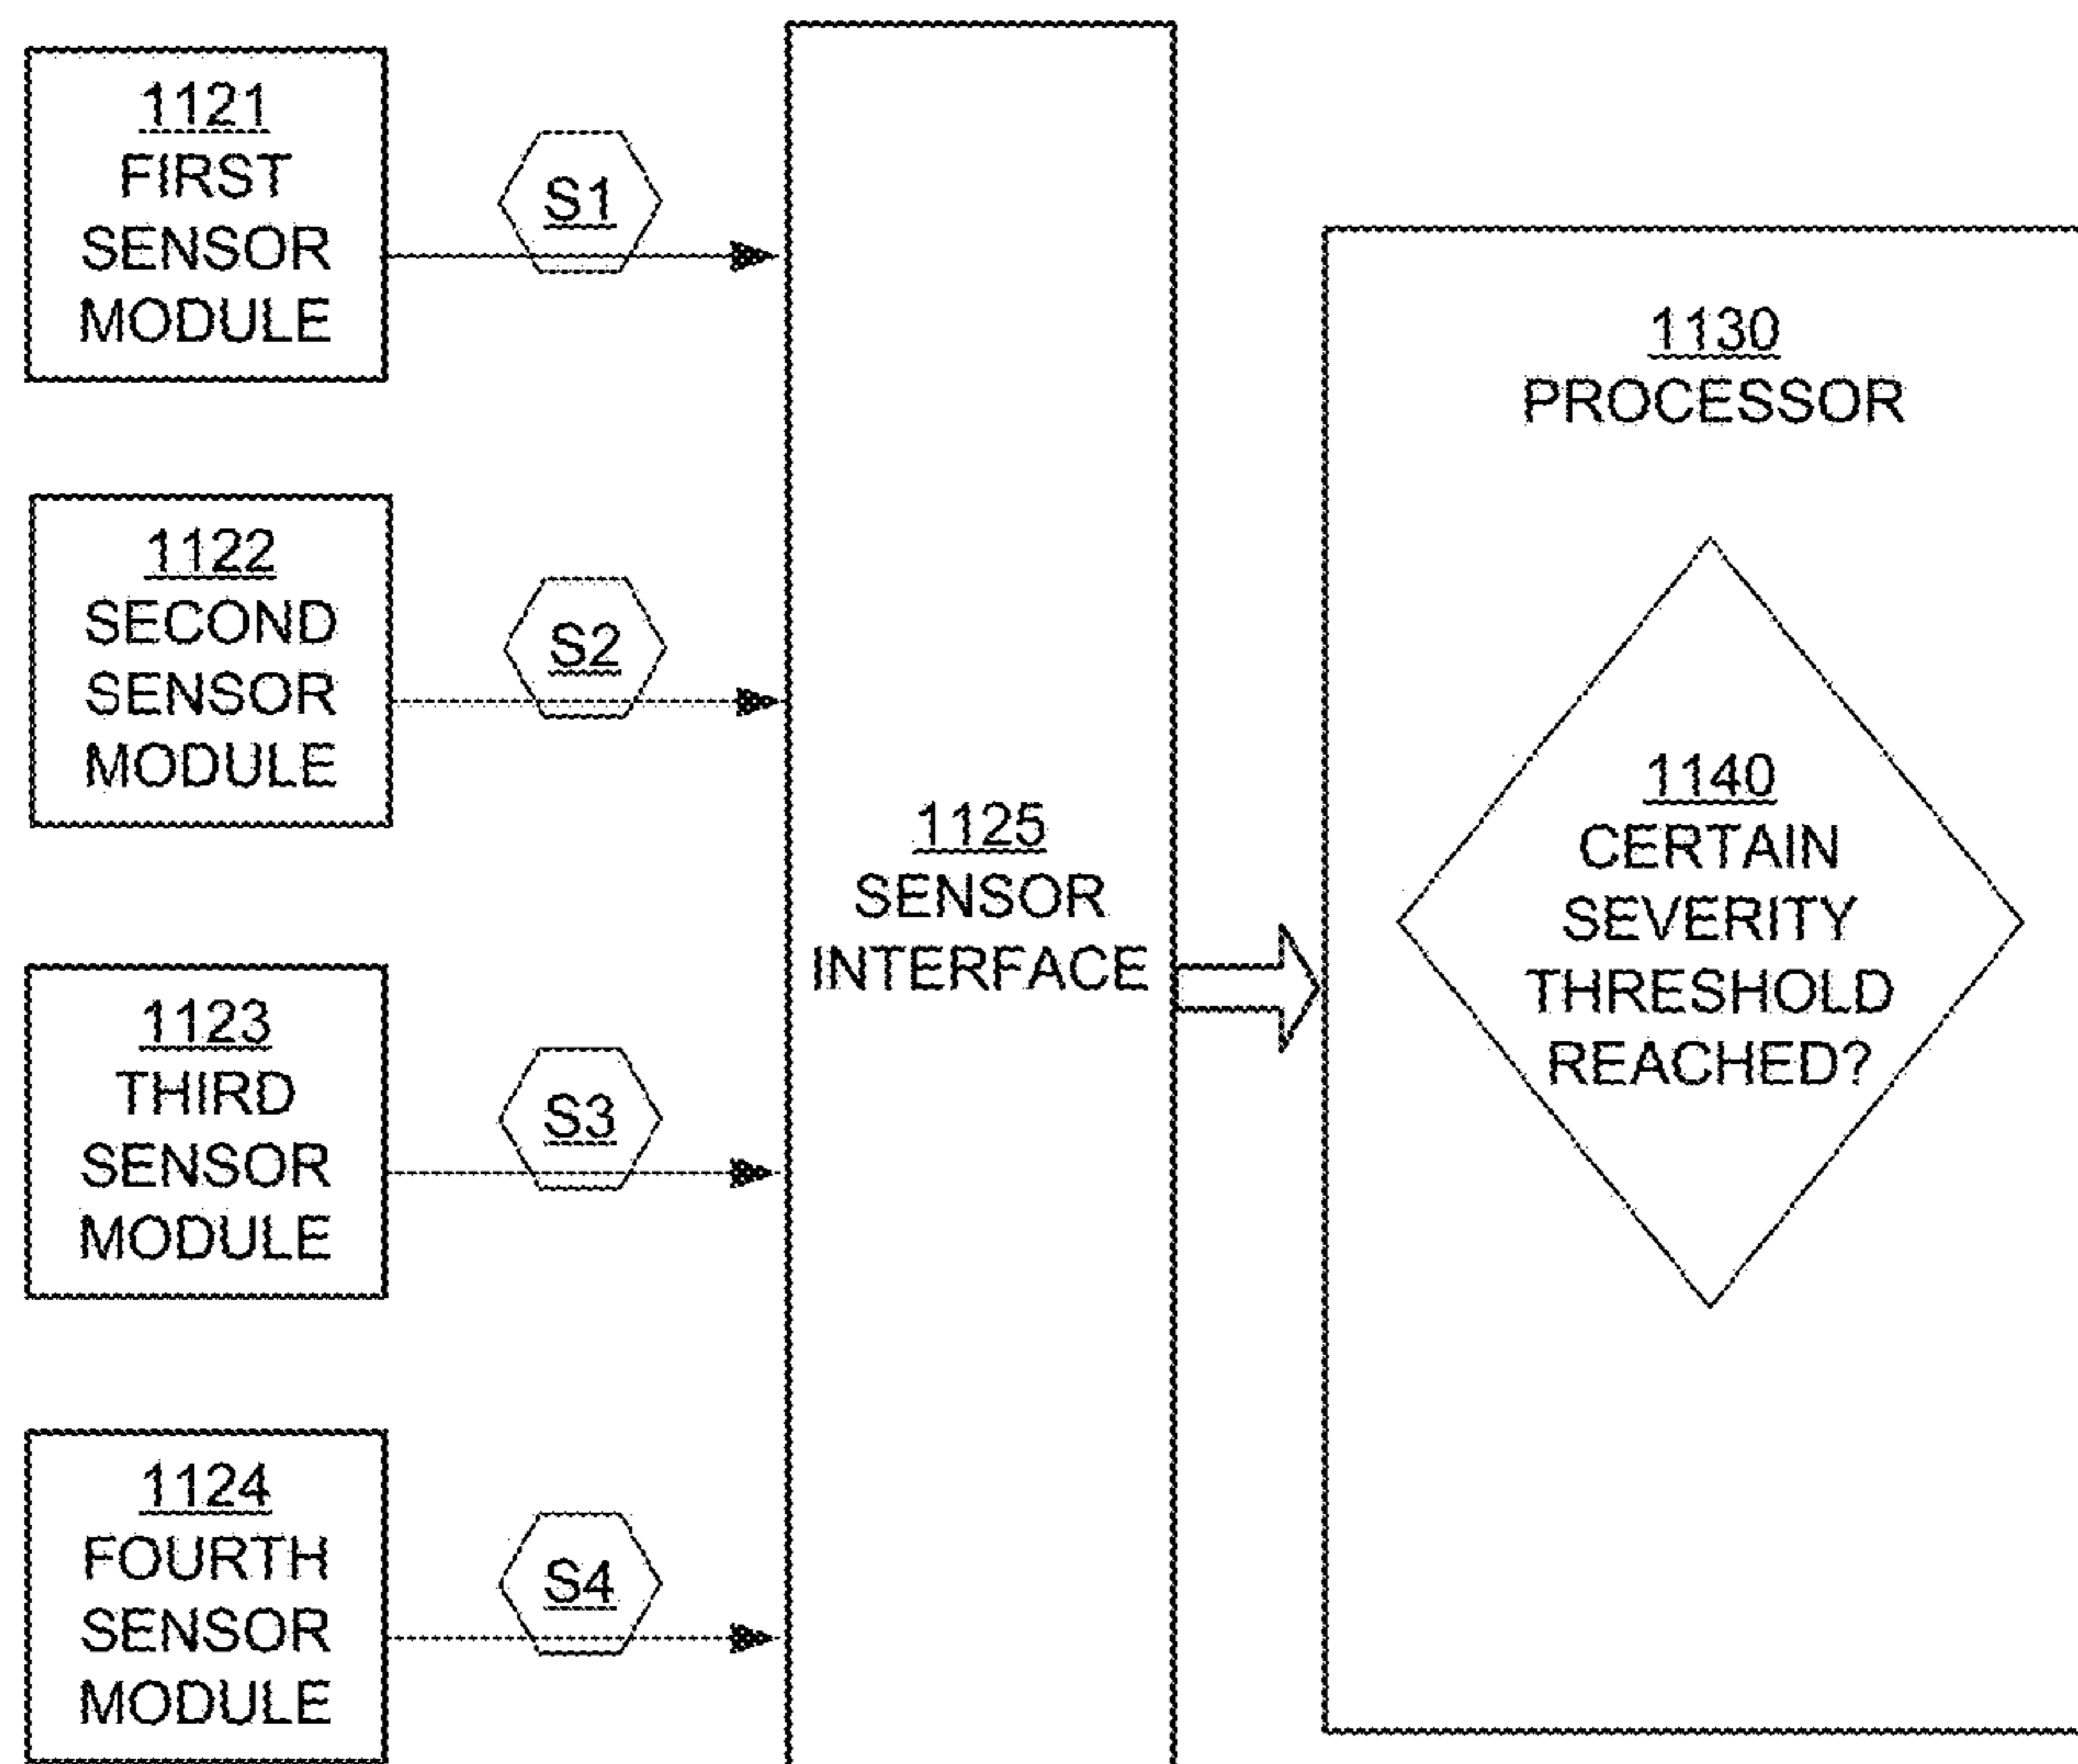 1121
FIRST
SENSOR
MODULE
S1
1122
SECOND
SENSOR
MODULE
S2
1123
THIRD
SENSOR
MODULE
S3
1124
FOURTH
SENSOR
MODULE
S4
1125
SENSOR
INTERFACE
1130
PROCESSOR
1140
CERTAIN
SEVERITY
THRESHOLD
REACHED?